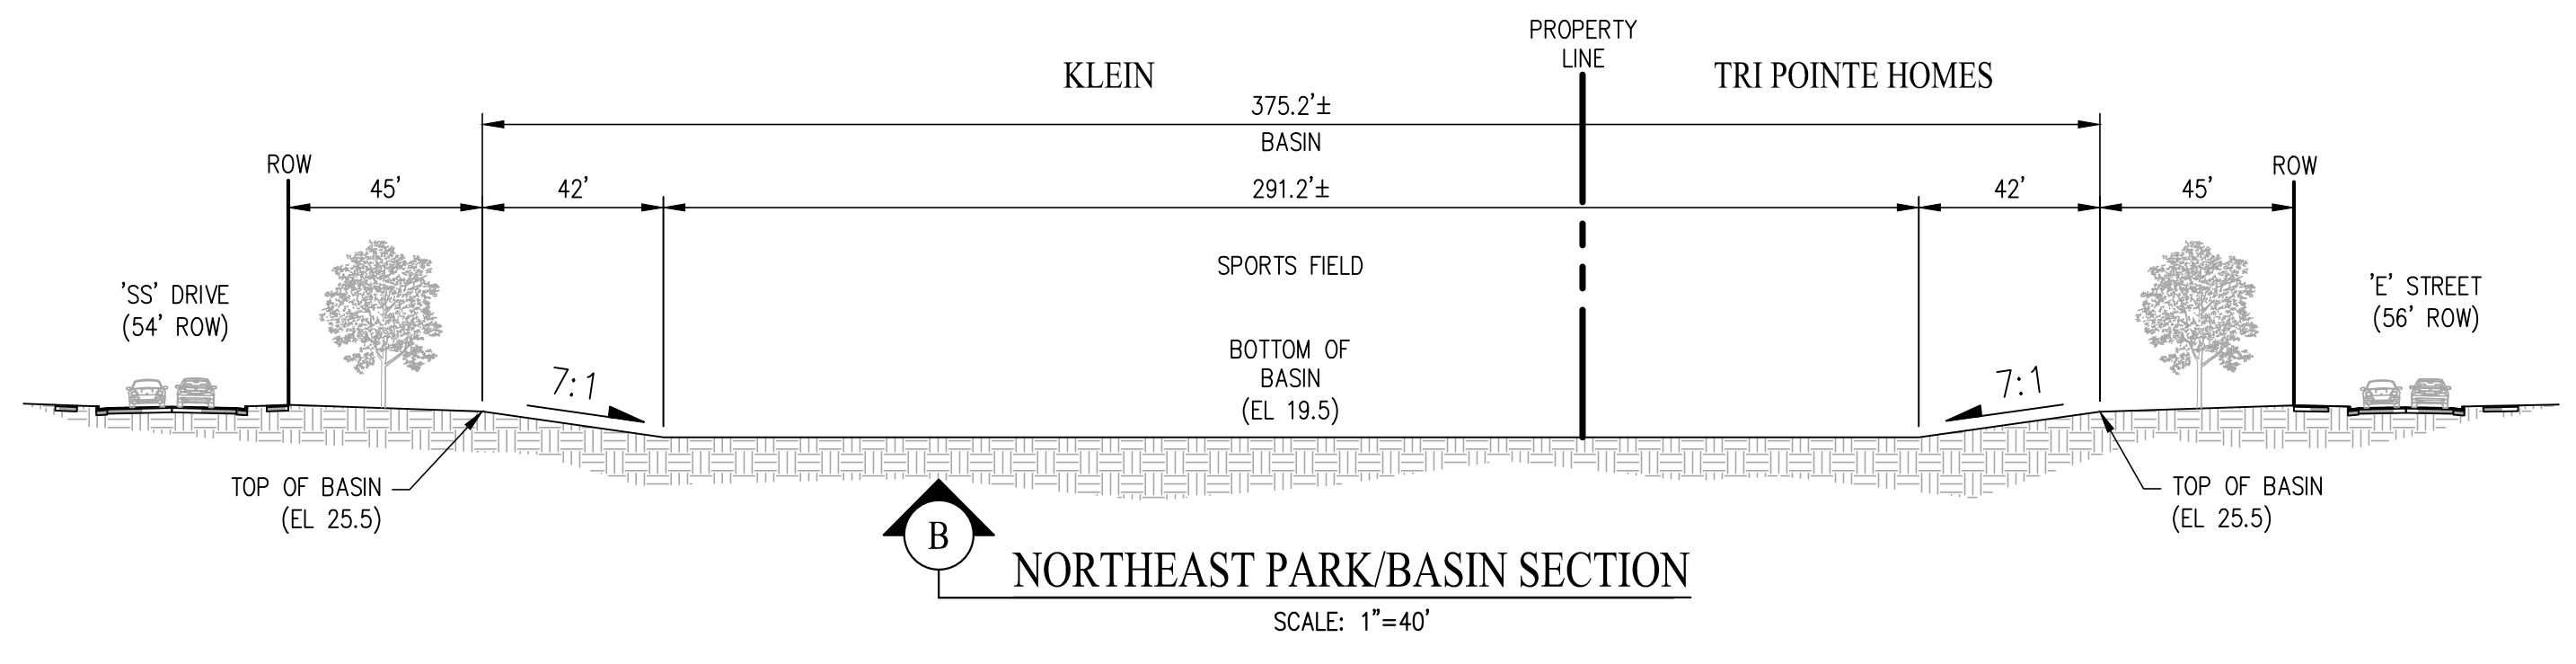 PROPERTY
LINE
KLEIN
TRI POINTE HOMES
375.2'±
BASIN
ROW
45'
42'
291.2'±
42'
45'
ROW
'SS' DRIVE
(54' ROW)
SPORTS FIELD
'E' STREET
(56' ROW)
7:1
BOTTOM OF
BASIN
(EL 19.5)
7:1
TOP OF BASIN
(EL 25.5)
TOP OF BASIN
(EL 25.5)
B
NORTHEAST PARK/BASIN SECTION
SCALE: 1"=40'